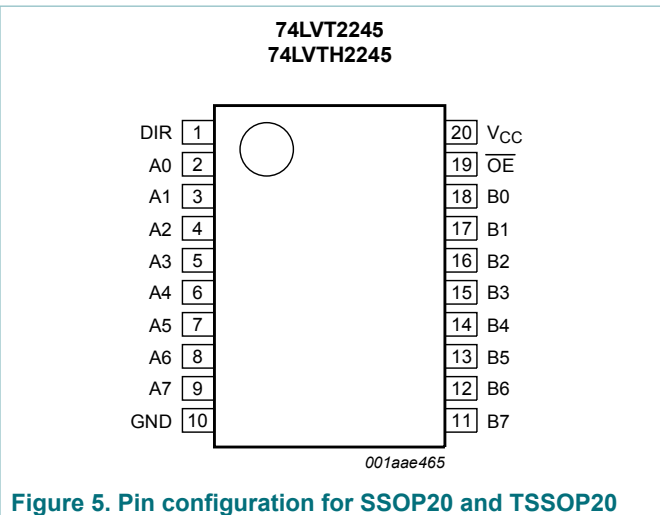 74LVT2245
74LVTH2245
DIR 1 20 VCC
A0 2 19 O̅E̅
A1 3 18 B0
A2 4 17 B1
A3 5 16 B2
A4 6 15 B3
A5 7 14 B4
A6 8 13 B5
A7 9 12 B6
GND 10 11 B7
001aae465
Figure 5. Pin configuration for SSOP20 and TSSOP20